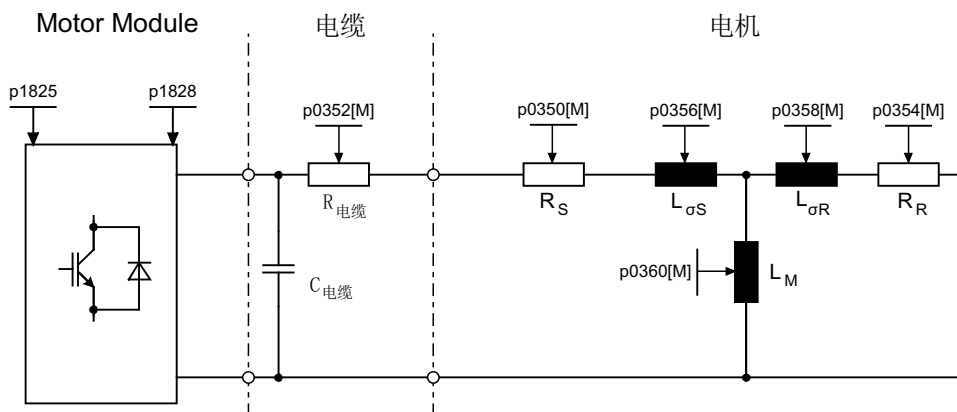 Motor Module
电缆
电机
p1825
p1828
p0352[M]
p0350[M]
p0356[M]
p0358[M]
p0354[M]
R电缆
RS
LσS
LσR
RR
C电缆
p0360[M]
LM